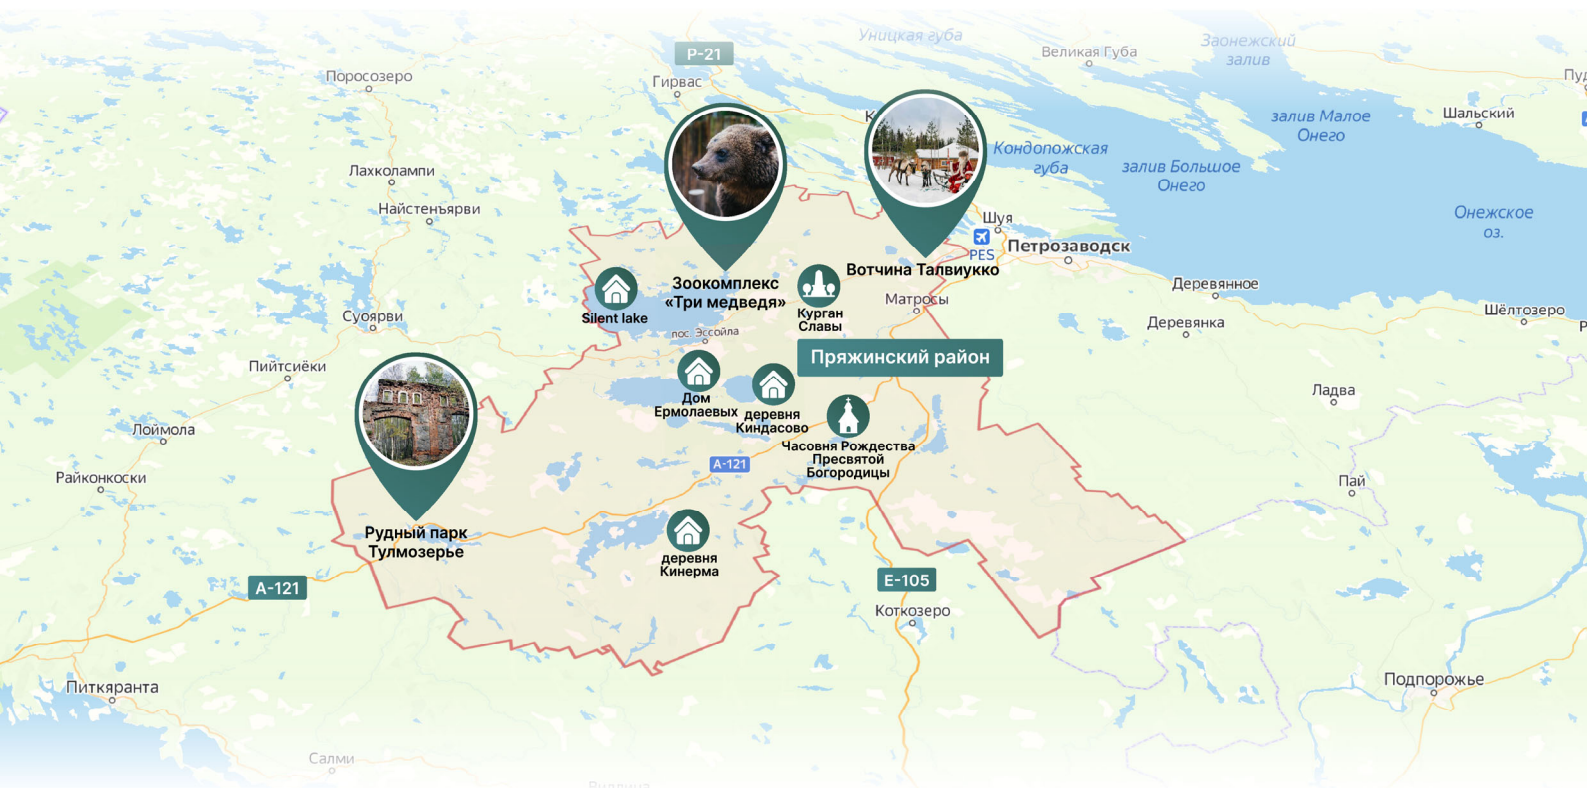 Уницкая губа
Заонежский
залив
Великая Губа
Р-21
Поросозеро
Гирвас
Шальский
залив Малое
Онего
Кондопожская
губа
залив Большое
Онего
Лахколампи
Найстенъярви
Шуя
Онежское
оз.
PES
Петрозаводск
Вотчина Талвиукко
Зоокомплекс
«Три медведя»
Деревянное
Матросы
Silent lake
Курган
Славы
Суоярви
Шёлтозеро
Деревянка
пос. Эссойла
Пряжинский район
Пийтсиёки
Ладва
Дом
Ермолаевых
деревня
Киндасово
Лоймола
Часовня Рождества
Пресвятой
Богородицы
А-121
Райконкоски
Пай
Рудный парк
Тулмозерье
деревня
Кинерма
А-121
Е-105
Коткозеро
Питкяранта
Подпорожье
Салми